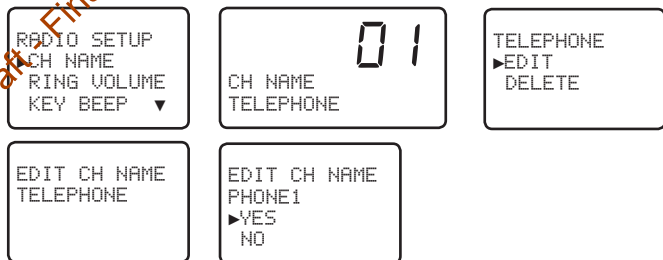 RADIO SETUP
►CH NAME
RING VOLUME
KEY BEEP ▼
01
CH NAME
TELEPHONE
TELEPHONE
►EDIT
DELETE
EDIT CH NAME
TELEPHONE
EDIT CH NAME
PHONE1
►YES
NO